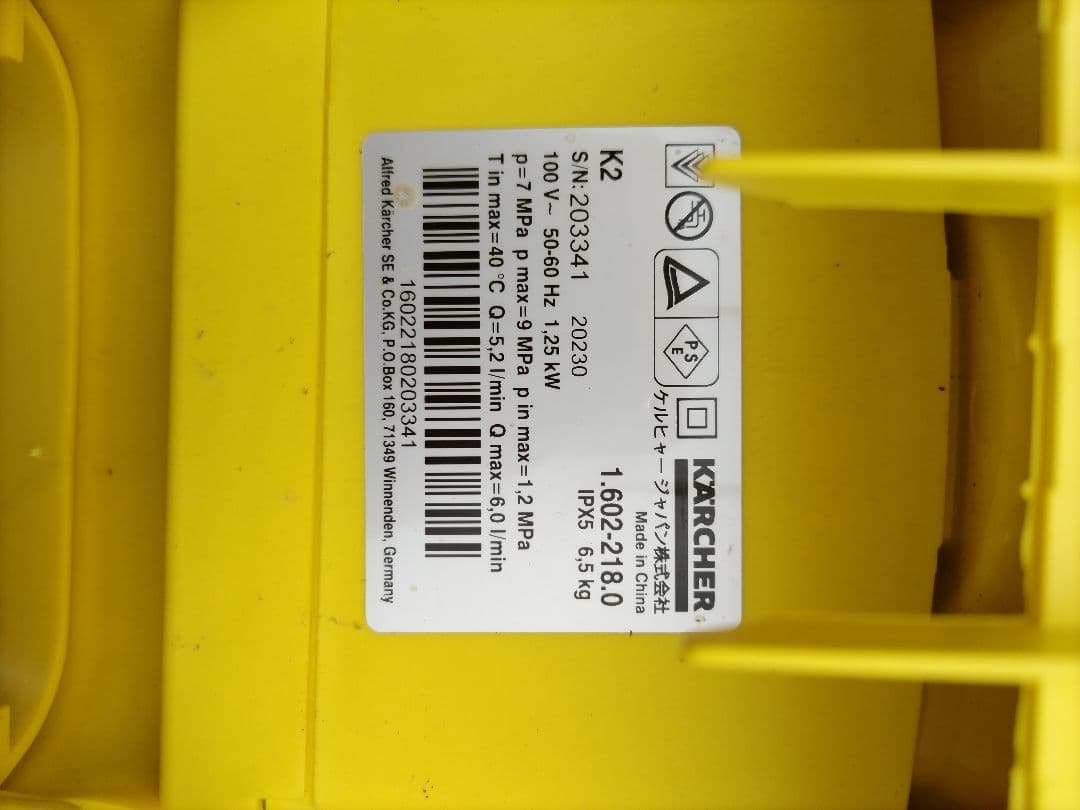 PS
E
KÄRCHER
ケルヒャージャパン株式会社
Made in China
K2 1.602-218.0
S/N: 203341 20230 IPX5 6,5 kg
100 V~ 50-60 Hz 1,25 kW
p=7 MPa p max=9 MPa p in max=1,2 MPa
T in max=40 °C Q=5,2 l/min Q max=6,0 l/min
16022180203341
Alfred Kärcher SE & Co.KG, P.O.Box 160, 71349 Winnenden, Germany